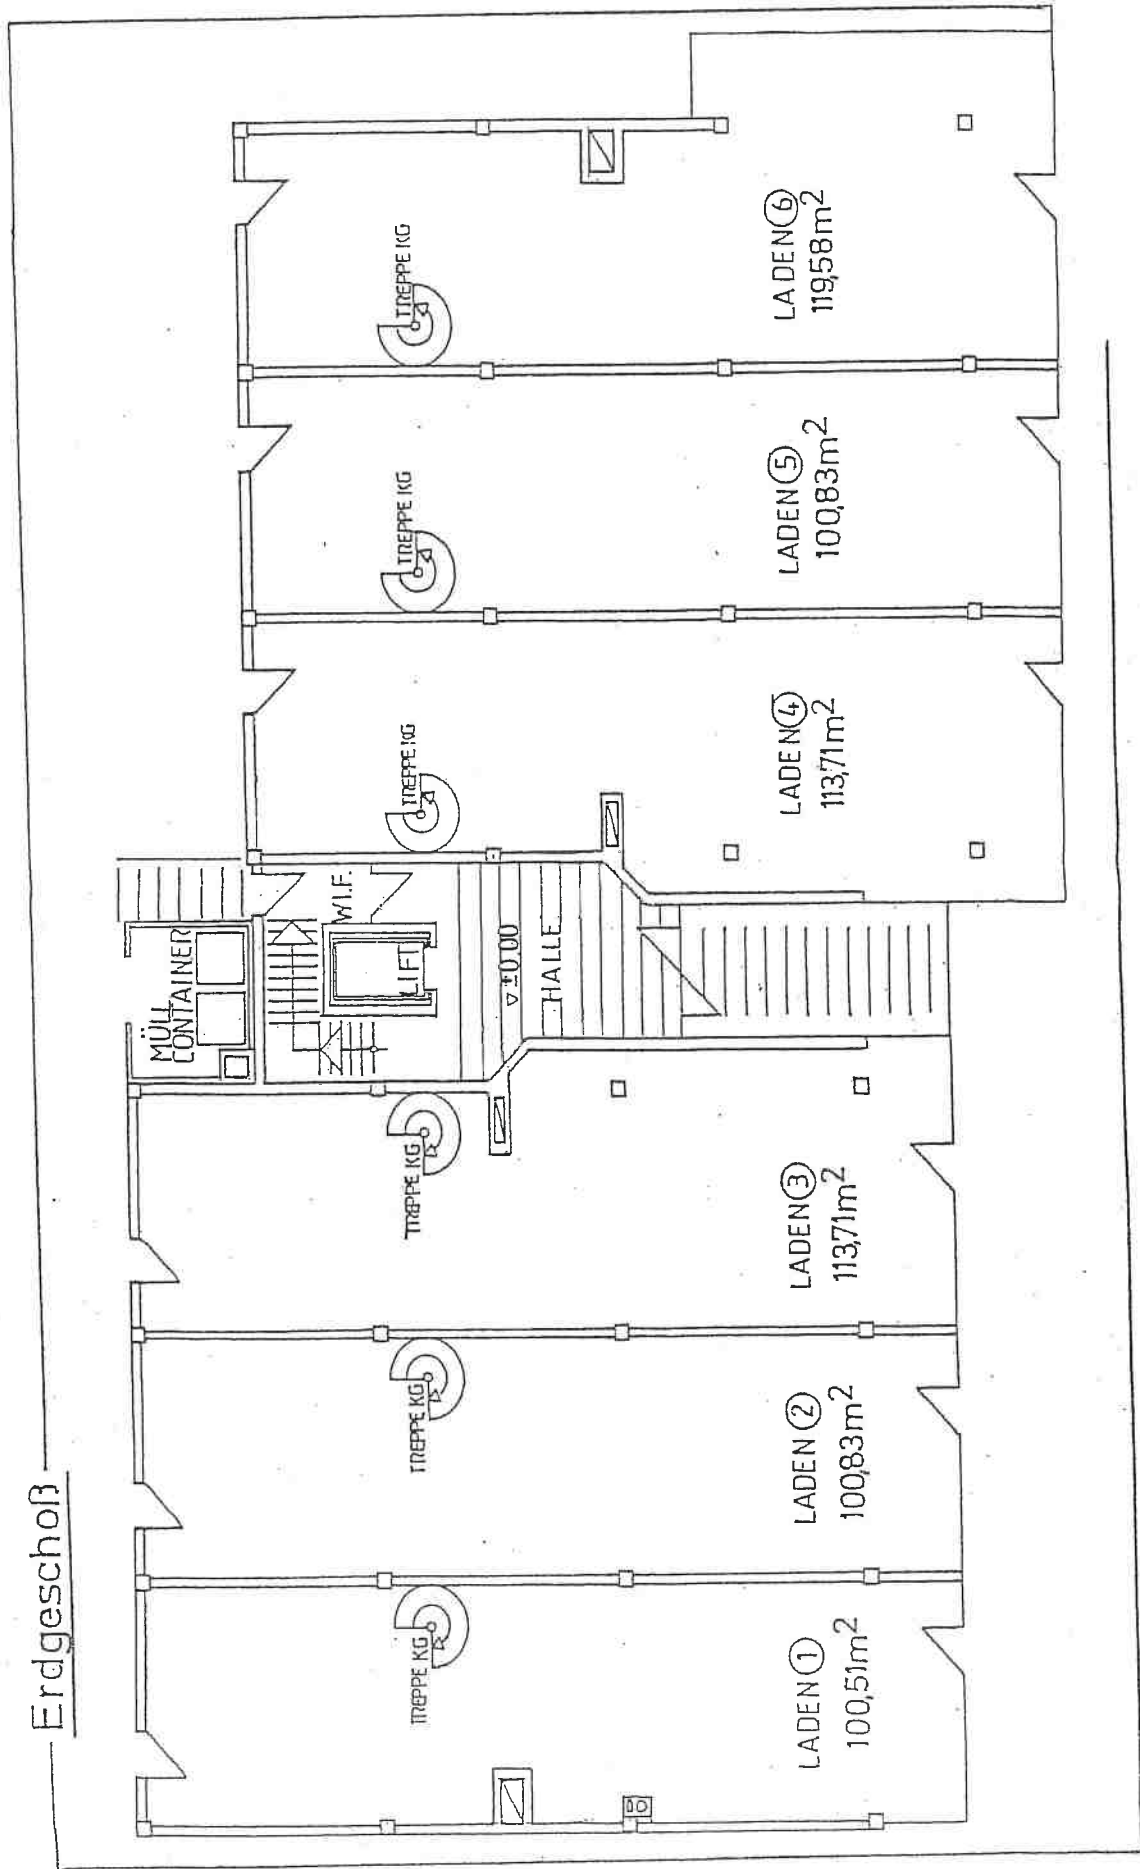 Erdgeschoß
MÜLL
CONTAINER
W.I.F.
LIFT
±0.00
HALLE
TREPPE KG
TREPPE KG
TREPPE KG
TREPPE KG
TREPPE KG
TREPPE KG
LADEN 1
100,51m²
LADEN 2
100,83m²
LADEN 3
113,71m²
LADEN 4
113,71m²
LADEN 5
100,83m²
LADEN 6
119,58m²